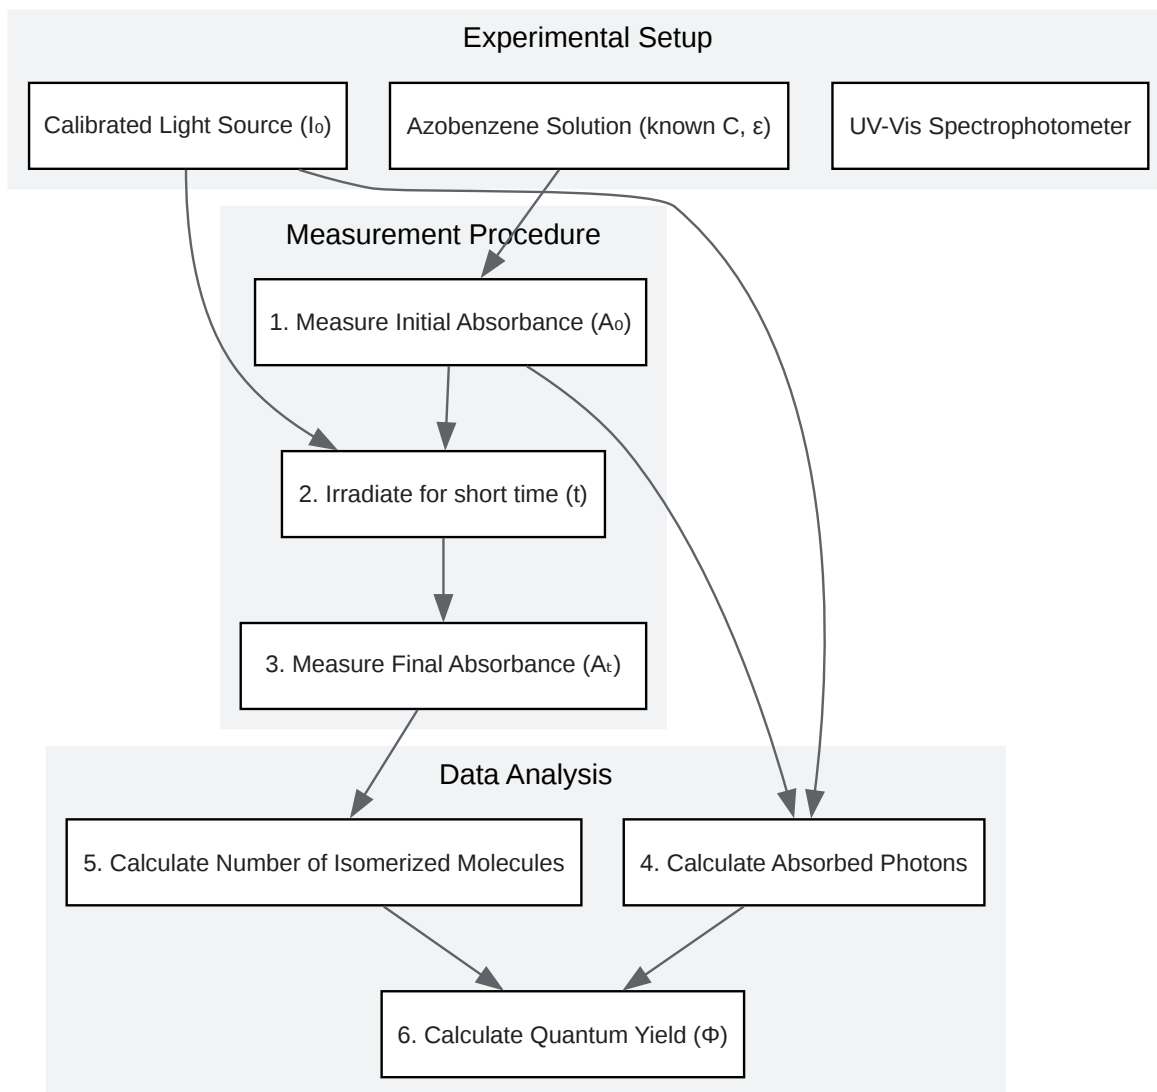 Experimental Setup
Calibrated Light Source (I₀)
Azobenzene Solution (known C, ε)
UV-Vis Spectrophotometer
Measurement Procedure
1. Measure Initial Absorbance (A₀)
2. Irradiate for short time (t)
3. Measure Final Absorbance (Aₜ)
Data Analysis
5. Calculate Number of Isomerized Molecules
4. Calculate Absorbed Photons
6. Calculate Quantum Yield (Φ)